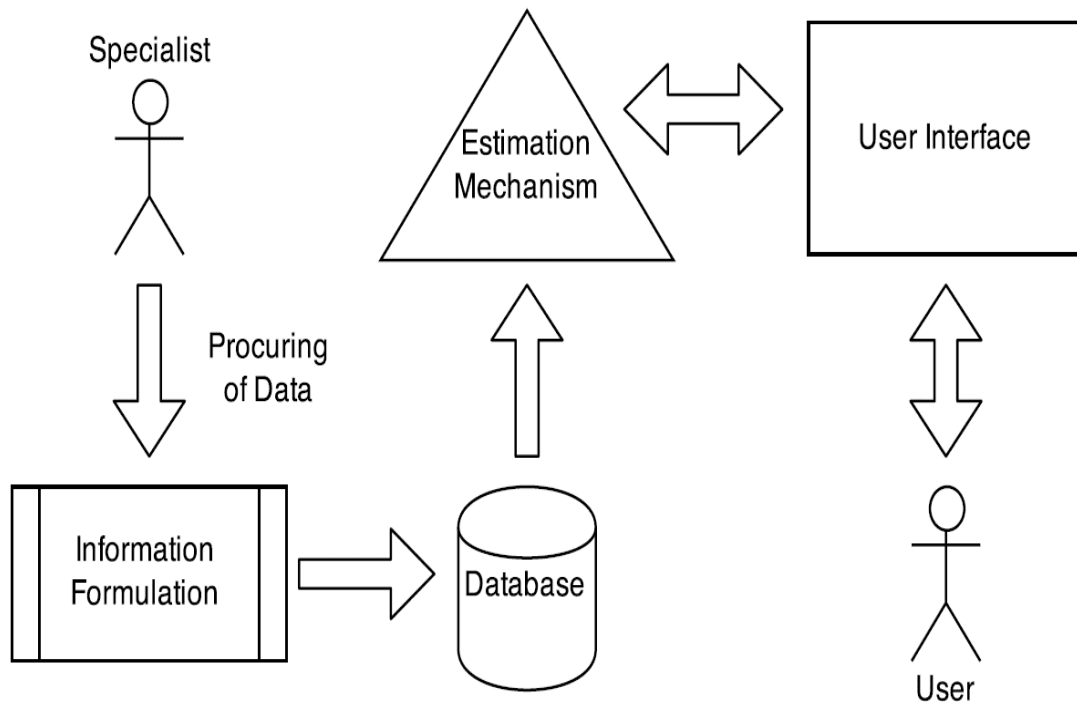 Specialist
Procuring
of Data
Information
Formulation
Database
Estimation
Mechanism
User Interface
User